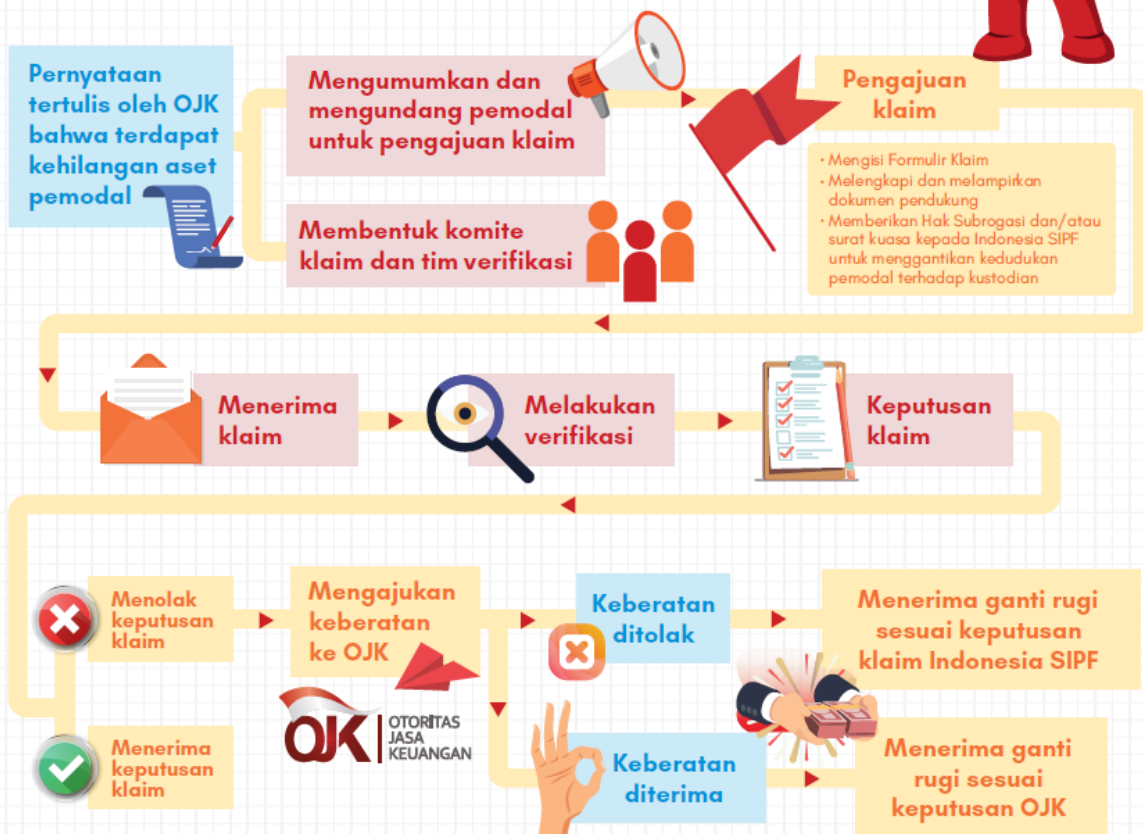 Pernyataan
tertulis oleh OJK
bahwa terdapat
kehilangan aset
pemodal
Mengumumkan dan
mengundang pemodal
untuk pengajuan klaim
Membentuk komite
klaim dan tim verifikasi
Pengajuan
klaim
• Mengisi Formulir Klaim
• Melengkapi dan melampirkan
dokumen pendukung
• Memberikan Hak Subrogasi dan/atau
surat kuasa kepada Indonesia SIPF
untuk menggantikan kedudukan
pemodal terhadap kustodian
Menerima
klaim
Melakukan
verifikasi
Keputusan
klaim
Menolak
keputusan
klaim
Menerima
keputusan
klaim
Mengajukan
keberatan
ke OJK
OJK
OTORITAS
JASA
KEUANGAN
Keberatan
ditolak
Keberatan
diterima
Menerima ganti rugi
sesuai keputusan
klaim Indonesia SIPF
Menerima ganti
rugi sesuai
keputusan OJK